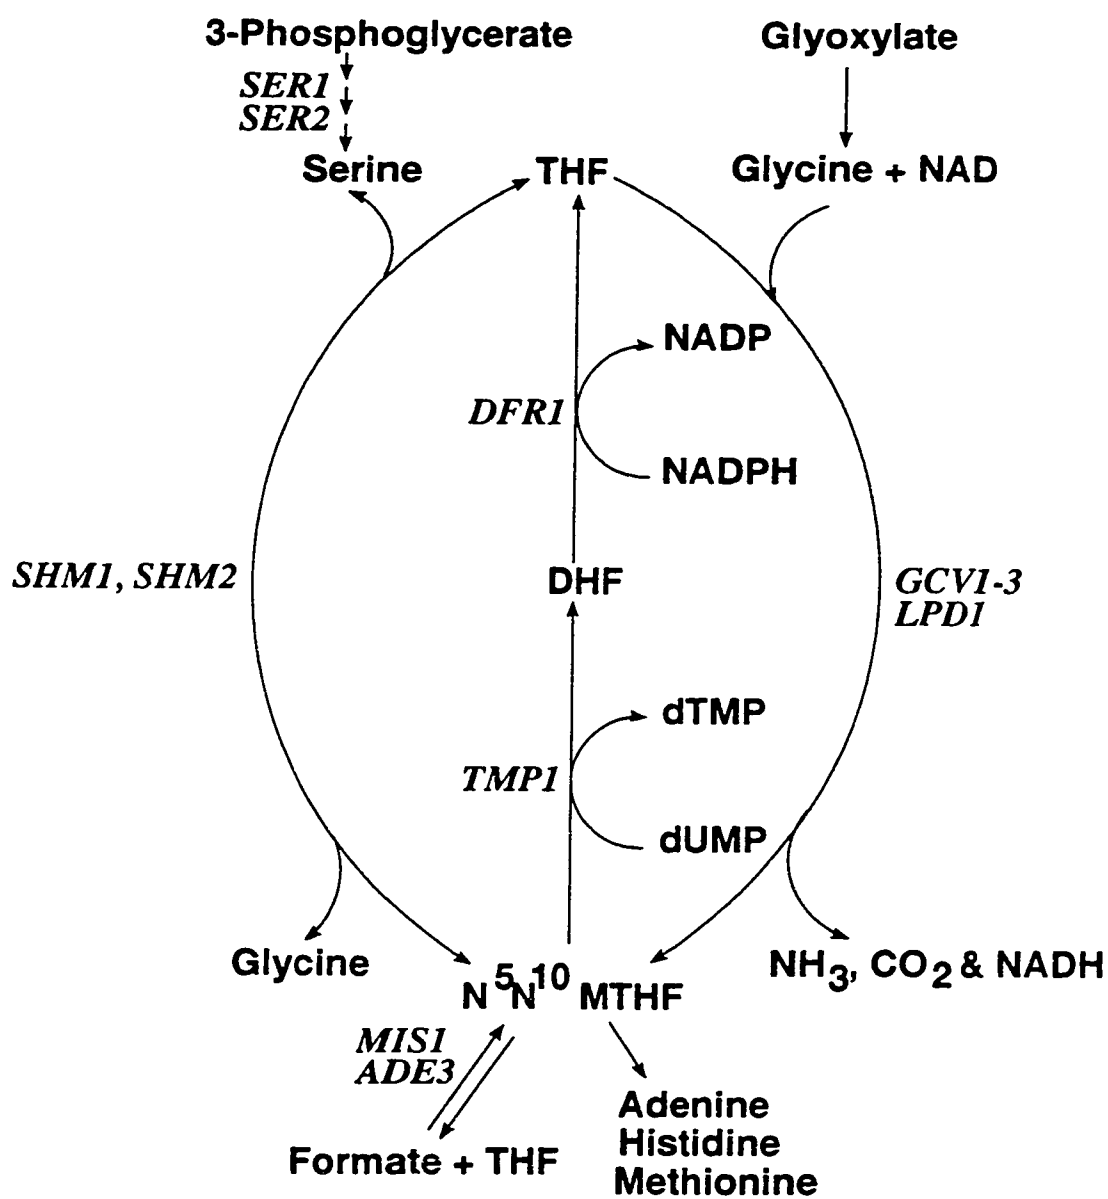 3-Phosphoglycerate
Glyoxylate
SER1
SER2
Serine
THF
Glycine + NAD
NADP
DFR1
NADPH
SHM1, SHM2
DHF
GCV1-3
LPD1
dTMP
TMP1
dUMP
Glycine
NH3, CO2 & NADH
N5N10 MTHF
MIS1
ADE3
Adenine
Histidine
Methionine
Formate + THF